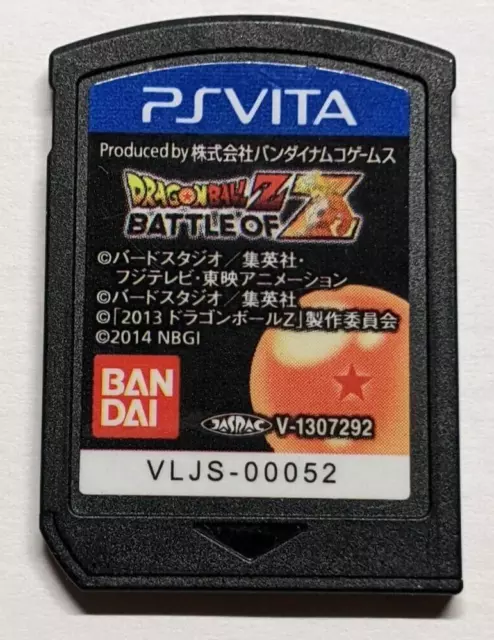 PSVITA
Produced by 株式会社バンダイナムコゲームス
DRAGON BALL Z
BATTLE OF Z
©バードスタジオ／集英社・
フジテレビ・東映アニメーション
©バードスタジオ／集英社
©「2013 ドラゴンボールZ」製作委員会
©2014 NBGI
BAN
DAI
JASRAC V-1307292
VLJS-00052